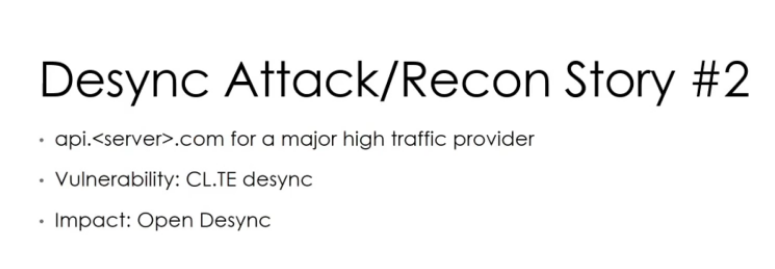 Desync Attack/Recon Story #2
• api.<server>.com for a major high traffic provider
• Vulnerability: CL.TE desync
• Impact: Open Desync